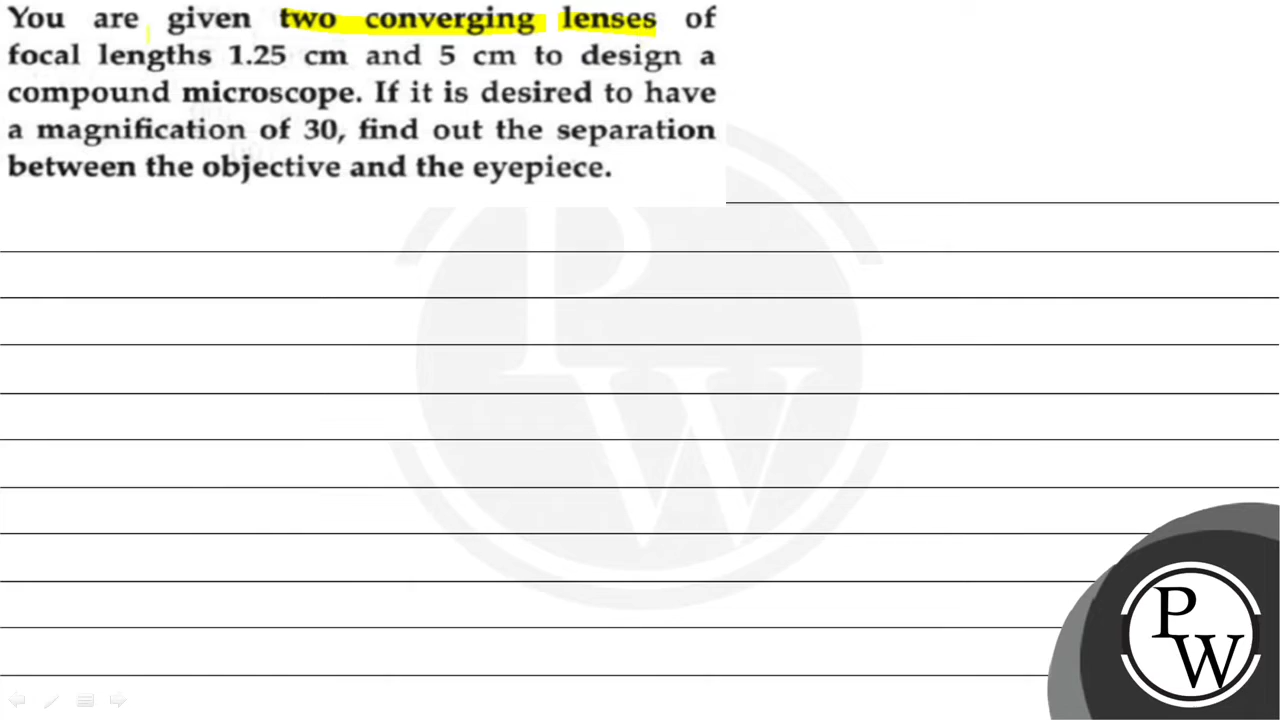 You are given two converging lenses of
focal lengths 1.25 cm and 5 cm to design a
compound microscope. If it is desired to have
a magnification of 30, find out the separation
between the objective and the eyepiece.
P
W
P
W